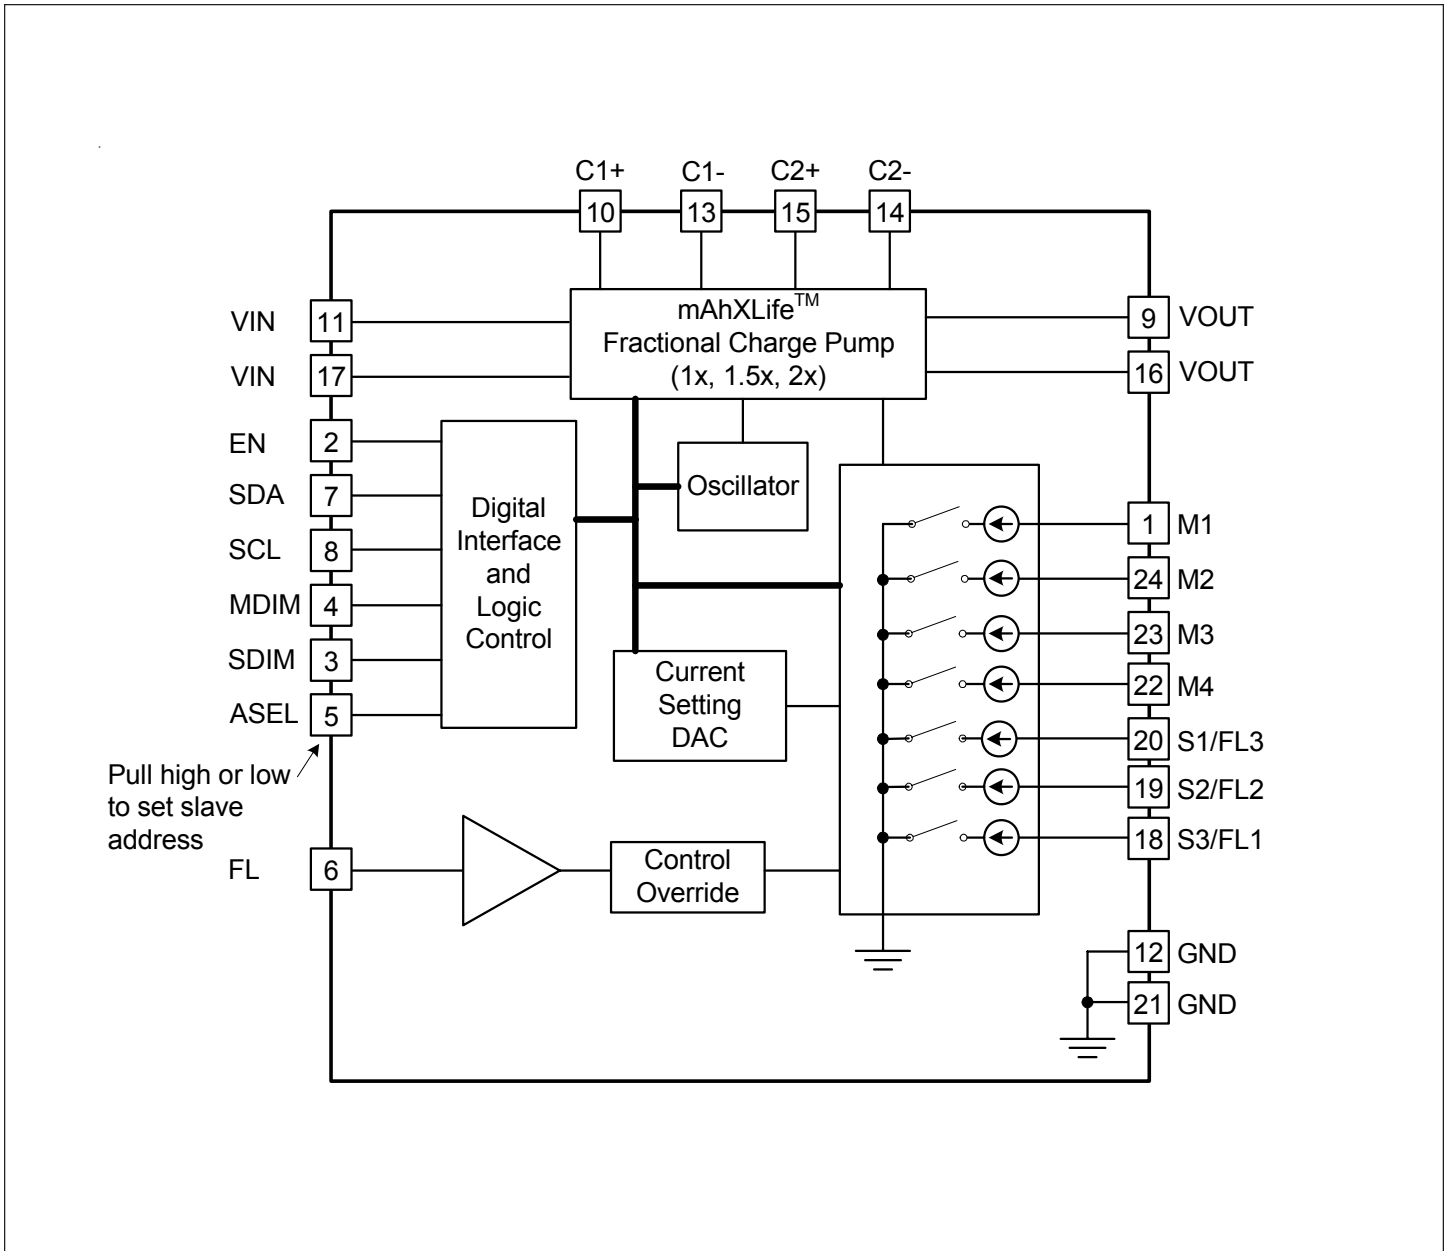 C1+ C1- C2+ C2-
10 13 15 14
mAhXLife™
Fractional Charge Pump
(1x, 1.5x, 2x)
VIN 11
VIN 17
EN 2
SDA 7
SCL 8
MDIM 4
SDIM 3
ASEL 5
Pull high or low
to set slave
address
FL 6
Digital
Interface
and
Logic
Control
Oscillator
Current
Setting
DAC
Control
Override
9 VOUT
16 VOUT
1 M1
24 M2
23 M3
22 M4
20 S1/FL3
19 S2/FL2
18 S3/FL1
12 GND
21 GND